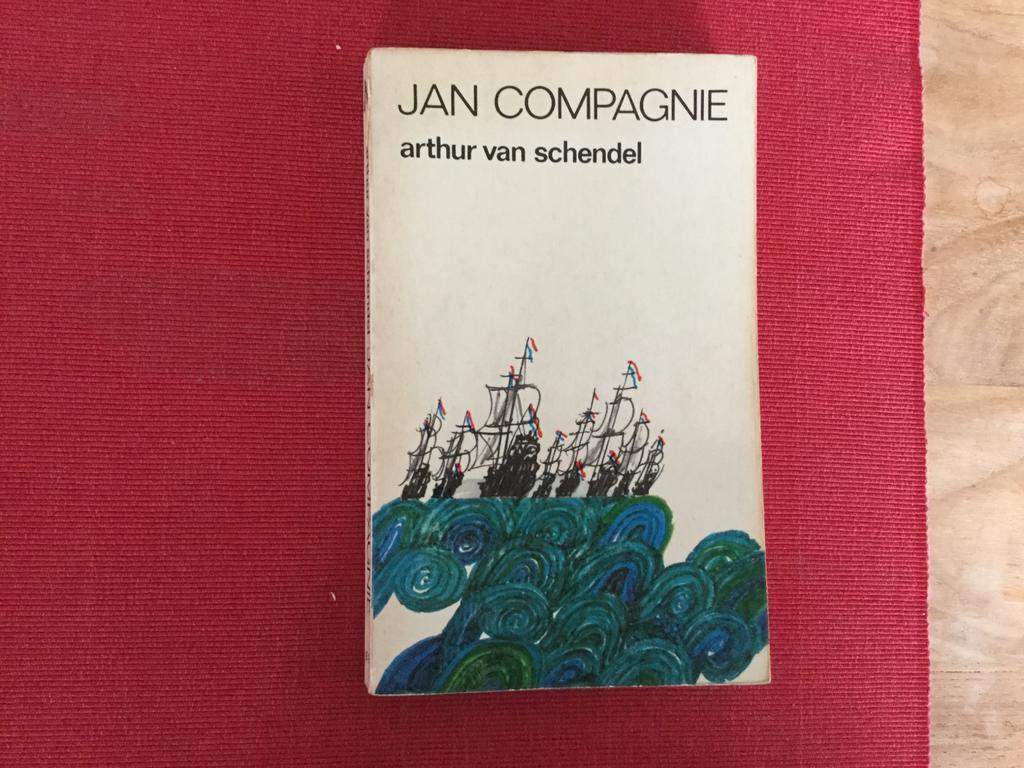 JAN COMPAGNIE
arthur van schendel